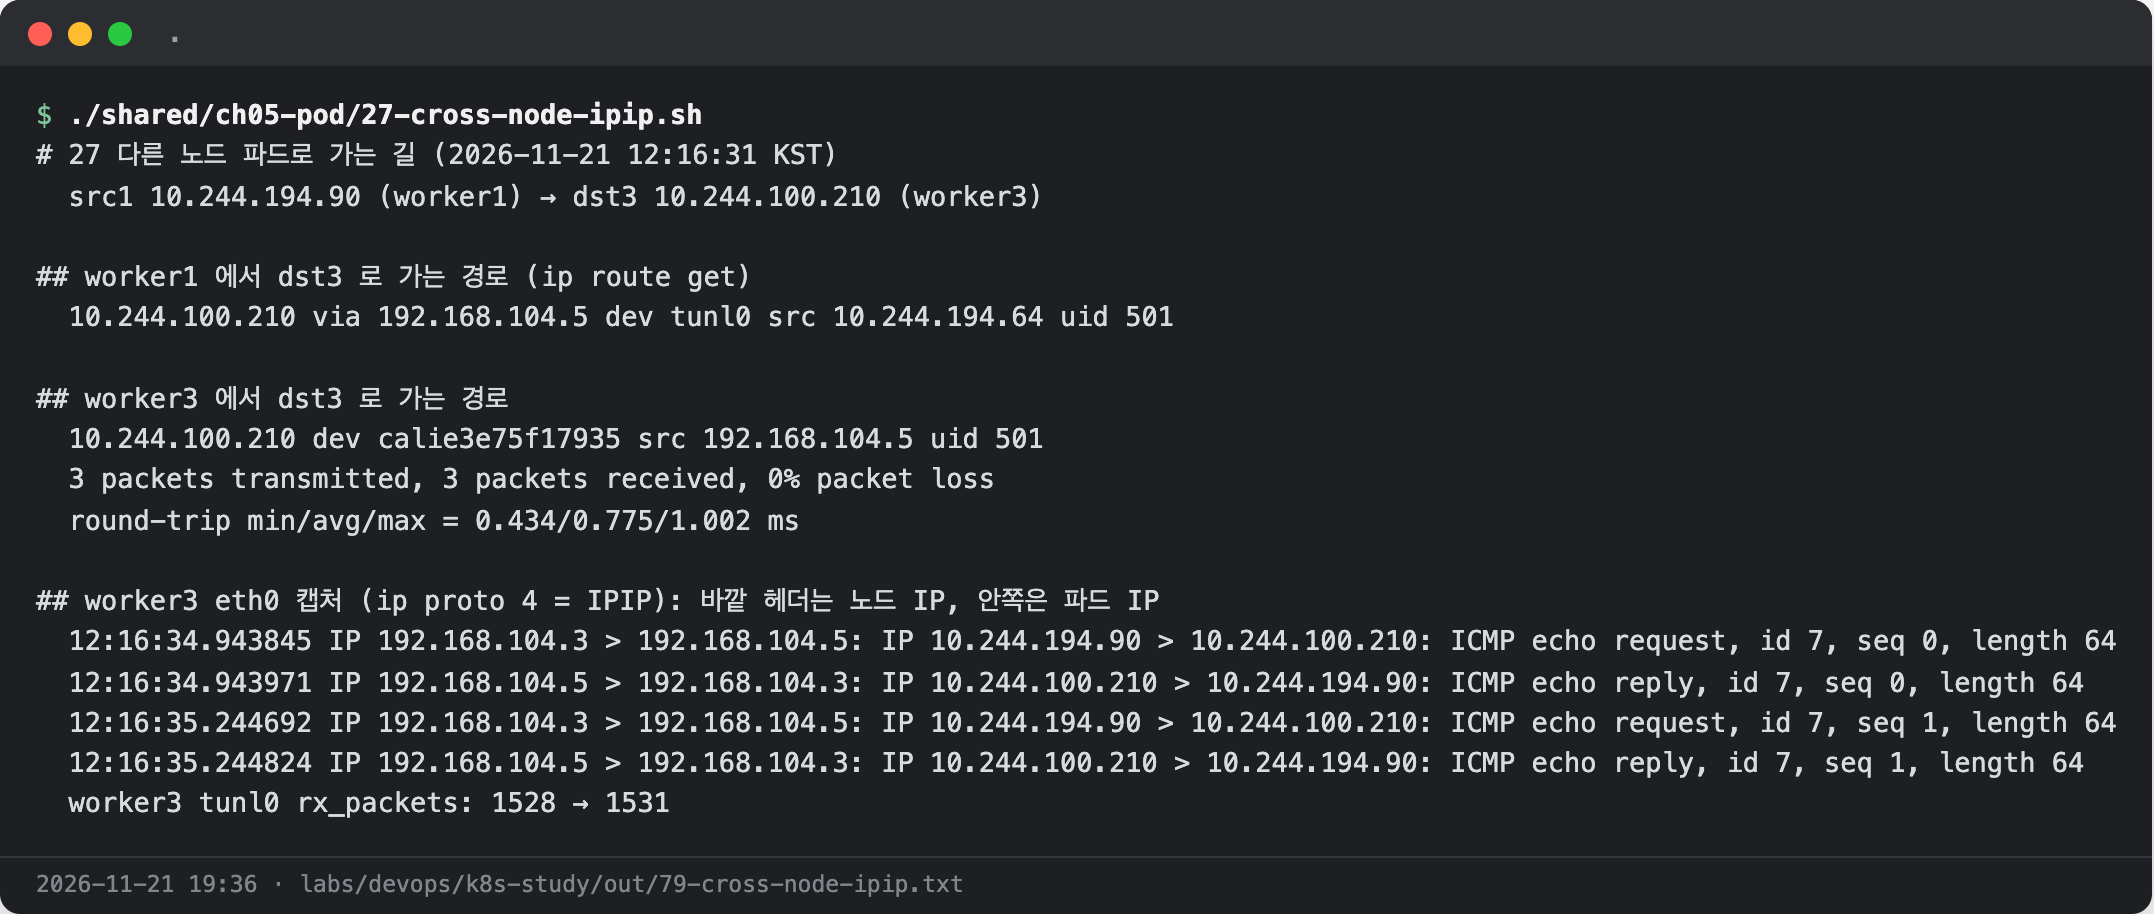 .
$ ./shared/ch05-pod/27-cross-node-ipip.sh
# 27 다른 노드 파드로 가는 길 (2026-11-21 12:16:31 KST)
src1 10.244.194.90 (worker1) → dst3 10.244.100.210 (worker3)
## worker1 에서 dst3 로 가는 경로 (ip route get)
10.244.100.210 via 192.168.104.5 dev tunl0 src 10.244.194.64 uid 501
## worker3 에서 dst3 로 가는 경로
10.244.100.210 dev calie3e75f17935 src 192.168.104.5 uid 501
3 packets transmitted, 3 packets received, 0% packet loss
round-trip min/avg/max = 0.434/0.775/1.002 ms
## worker3 eth0 캡처 (ip proto 4 = IPIP): 바깥 헤더는 노드 IP, 안쪽은 파드 IP
12:16:34.943845 IP 192.168.104.3 > 192.168.104.5: IP 10.244.194.90 > 10.244.100.210: ICMP echo request, id 7, seq 0, length 64
12:16:34.943971 IP 192.168.104.5 > 192.168.104.3: IP 10.244.100.210 > 10.244.194.90: ICMP echo reply, id 7, seq 0, length 64
12:16:35.244692 IP 192.168.104.3 > 192.168.104.5: IP 10.244.194.90 > 10.244.100.210: ICMP echo request, id 7, seq 1, length 64
12:16:35.244824 IP 192.168.104.5 > 192.168.104.3: IP 10.244.100.210 > 10.244.194.90: ICMP echo reply, id 7, seq 1, length 64
worker3 tunl0 rx_packets: 1528 → 1531
2026-11-21 19:36 · labs/devops/k8s-study/out/79-cross-node-ipip.txt